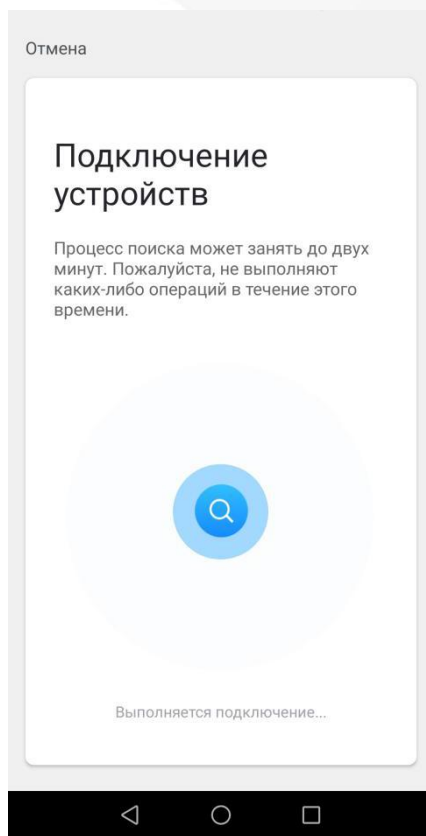 Отмена
Подключение
устройств
Процесс поиска может занять до двух
минут. Пожалуйста, не выполняют
каких-либо операций в течение этого
времени.
Выполняется подключение...